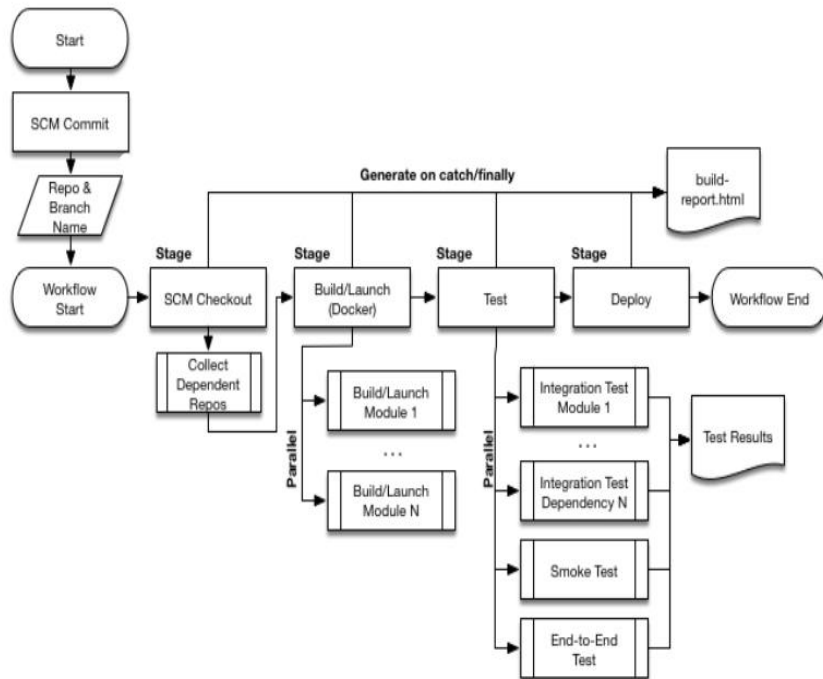 Start
SCM Commit
Repo &
Branch
Name
Generate on catch/finally
build-
report.html
Stage
Stage
Stage
Stage
Workflow
Start
SCM Checkout
Build/Launch
(Docker)
Test
Deploy
Workflow End
Collect
Dependent
Repos
Parallel
Build/Launch
Module 1
...
Build/Launch
Module N
Parallel
Integration Test
Module 1
...
Integration Test
Dependency N
Smoke Test
End-to-End
Test
Test Results